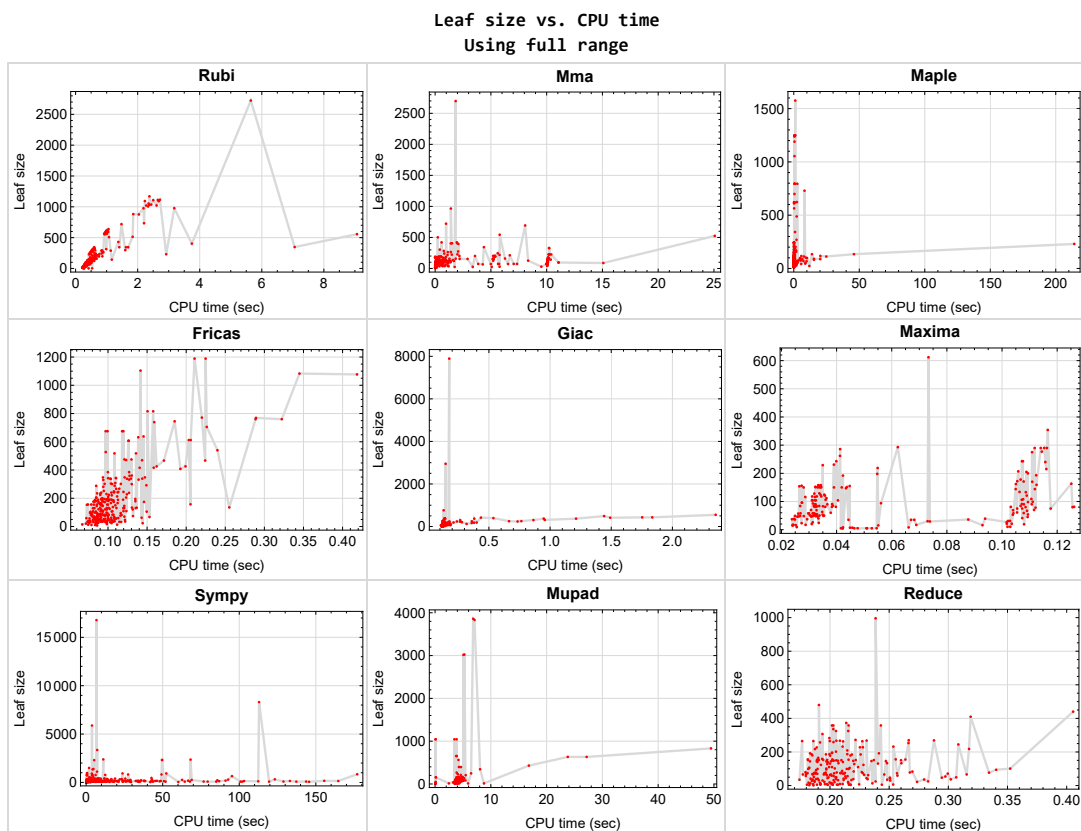 Leaf size vs. CPU time
Using full range
Rubi
Mma
Maple
Leaf size
2500
2000
1500
1000
500
0
0 2 4 6 8
CPU time (sec)
Leaf size
2500
2000
1500
1000
500
0
0 5 10 15 20 25
CPU time (sec)
Leaf size
1500
1000
500
0
0 50 100 150 200
CPU time (sec)
Fricas
Giac
Maxima
Leaf size
1200
1000
800
600
400
200
0
0.10 0.15 0.20 0.25 0.30 0.35 0.40
CPU time (sec)
Leaf size
8000
6000
4000
2000
0
0.5 1.0 1.5 2.0
CPU time (sec)
Leaf size
600
500
400
300
200
100
0
0.02 0.04 0.06 0.08 0.10 0.12
CPU time (sec)
Sympy
Mupad
Reduce
Leaf size
15000
10000
5000
0
0 50 100 150
CPU time (sec)
Leaf size
4000
3000
2000
1000
0
0 10 20 30 40 50
CPU time (sec)
Leaf size
1000
800
600
400
200
0
0.20 0.25 0.30 0.35 0.40
CPU time (sec)